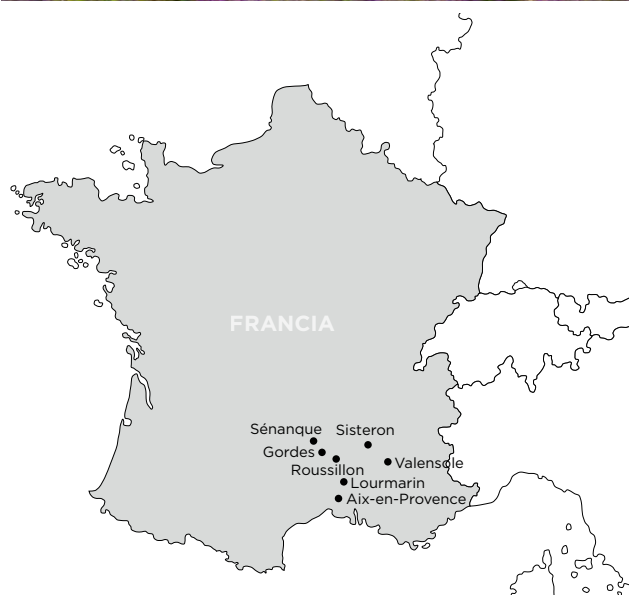 FRANCIA
Sénanque
Sisteron
Gordes
Valensole
Roussillon
Lourmarin
Aix-en-Provence